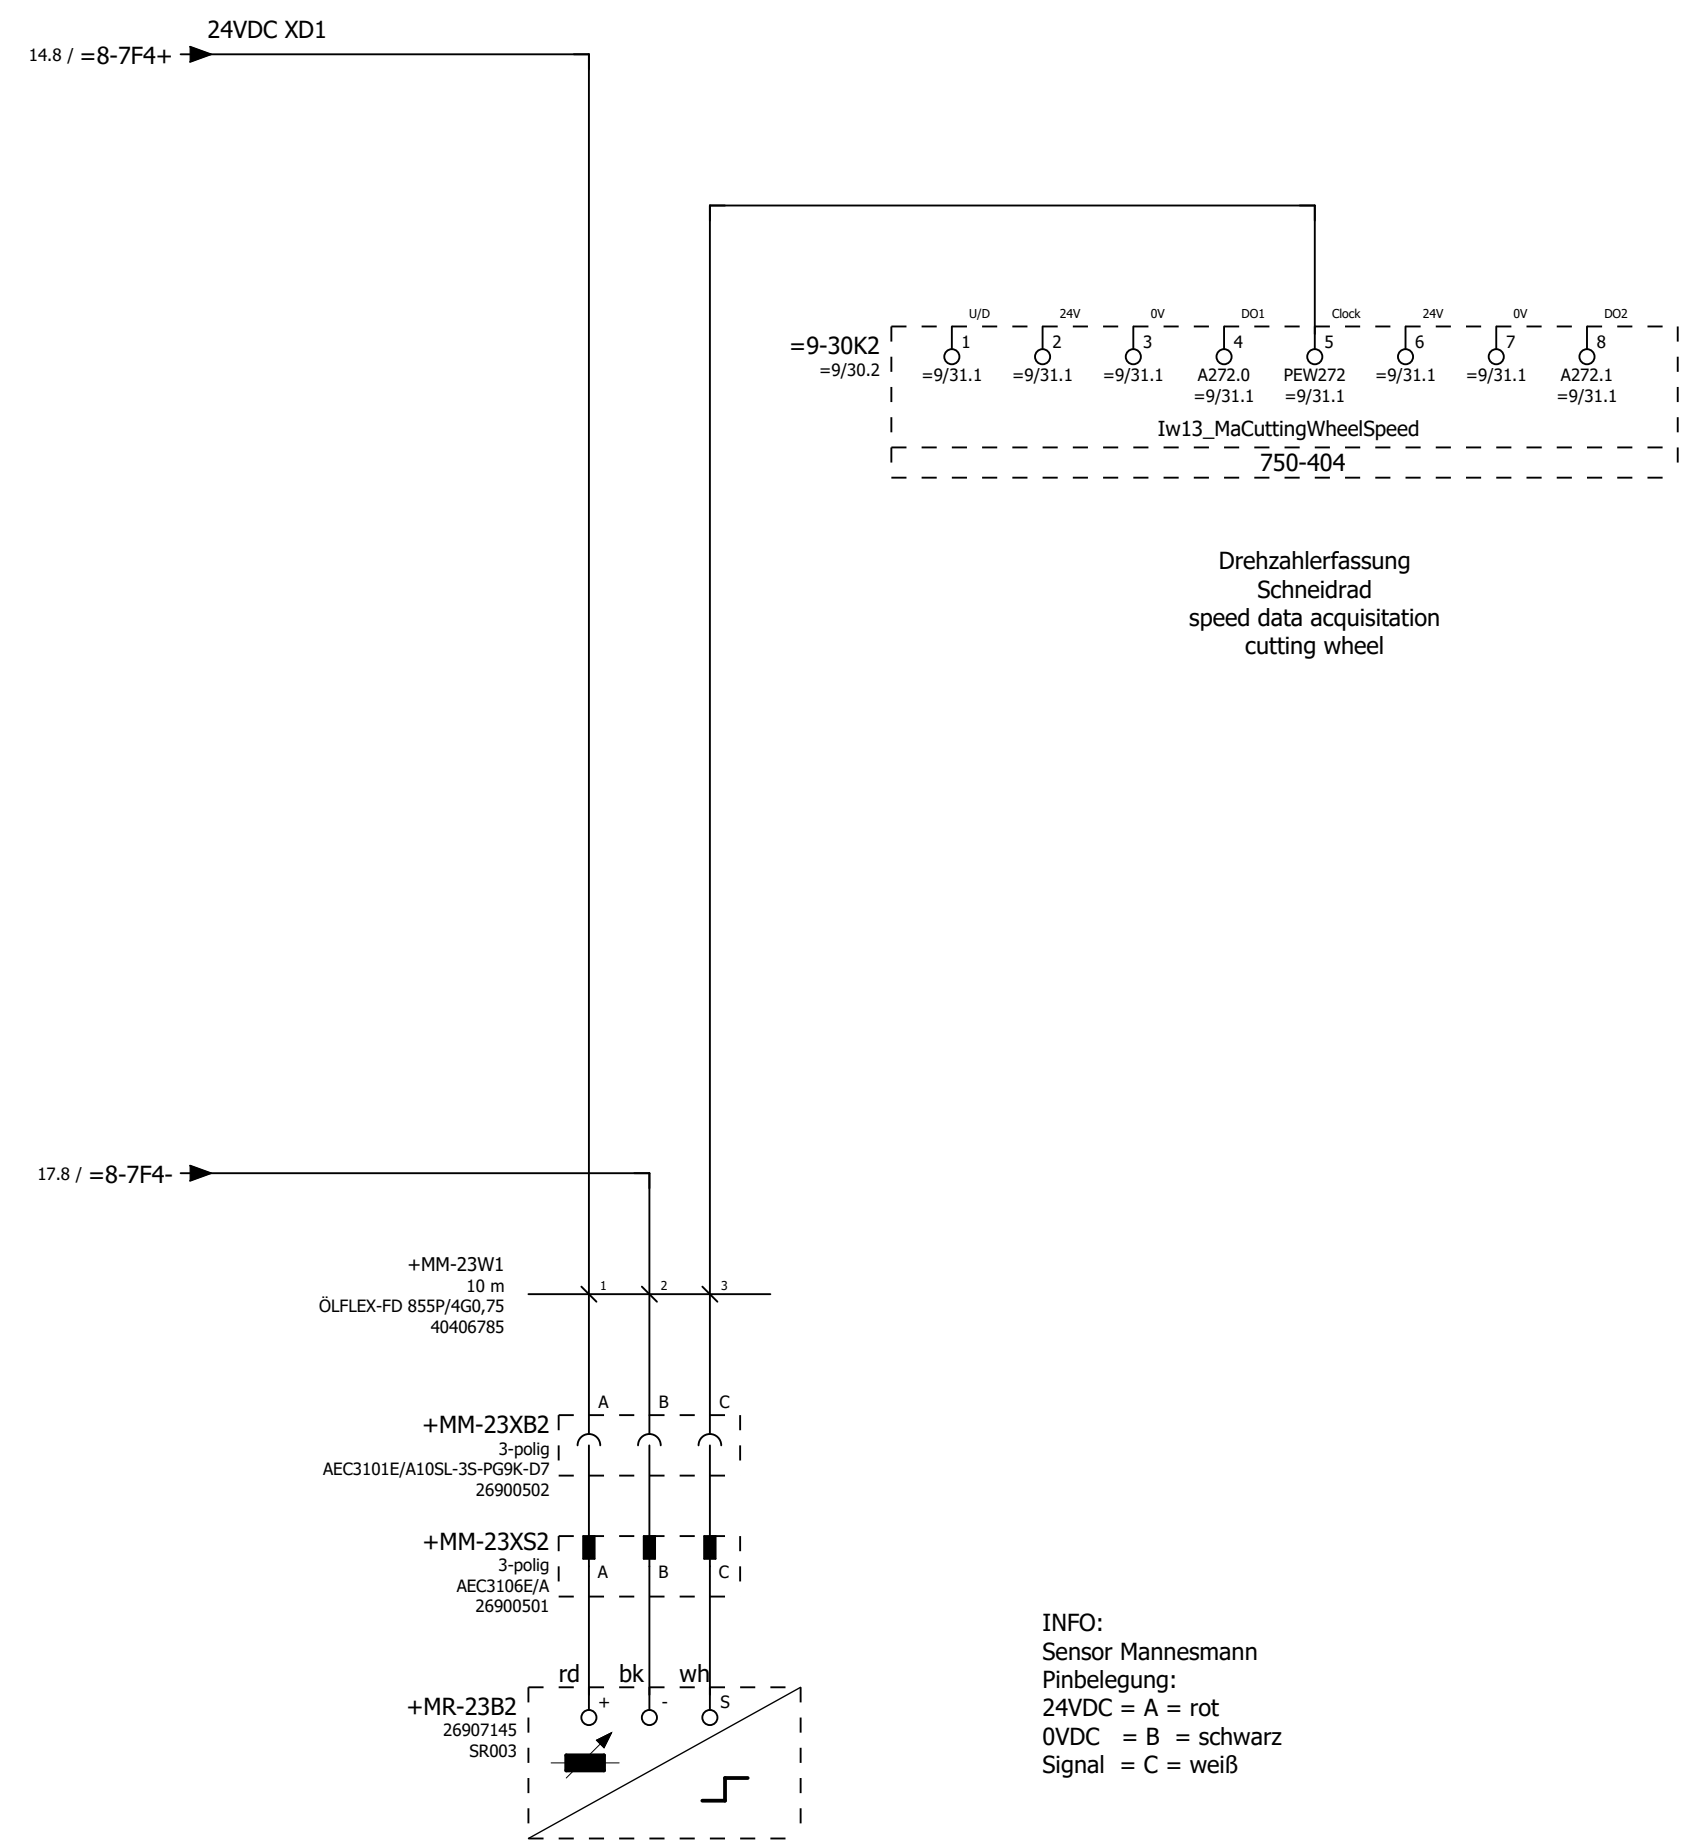 24VDC XD1
14.8 / =8-7F4+
U/D 24V 0V DO1 Clock 24V 0V DO2
=9-30K2 1 2 3 4 5 6 7 8
=9/30.2 =9/31.1 =9/31.1 =9/31.1 A272.0 PEW272 =9/31.1 =9/31.1 A272.1
=9/31.1 =9/31.1 =9/31.1
Iw13_MaCuttingWheelSpeed
750-404
Drehzahlerfassung
Schneidrad
speed data acquisitation
cutting wheel
17.8 / =8-7F4-
+MM-23W1
10 m 1 2 3
ÖLFLEX-FD 855P/4G0,75
40406785
A B C
+MM-23XB2
3-polig
AEC3101E/A10SL-3S-PG9K-D7
26900502
+MM-23XS2
3-polig
A B C
AEC3106E/A
26900501
rd bk wh
+MR-23B2 + - S
26907145
SR003
INFO:
Sensor Mannesmann
Pinbelegung:
24VDC = A = rot
0VDC = B = schwarz
Signal = C = weiß